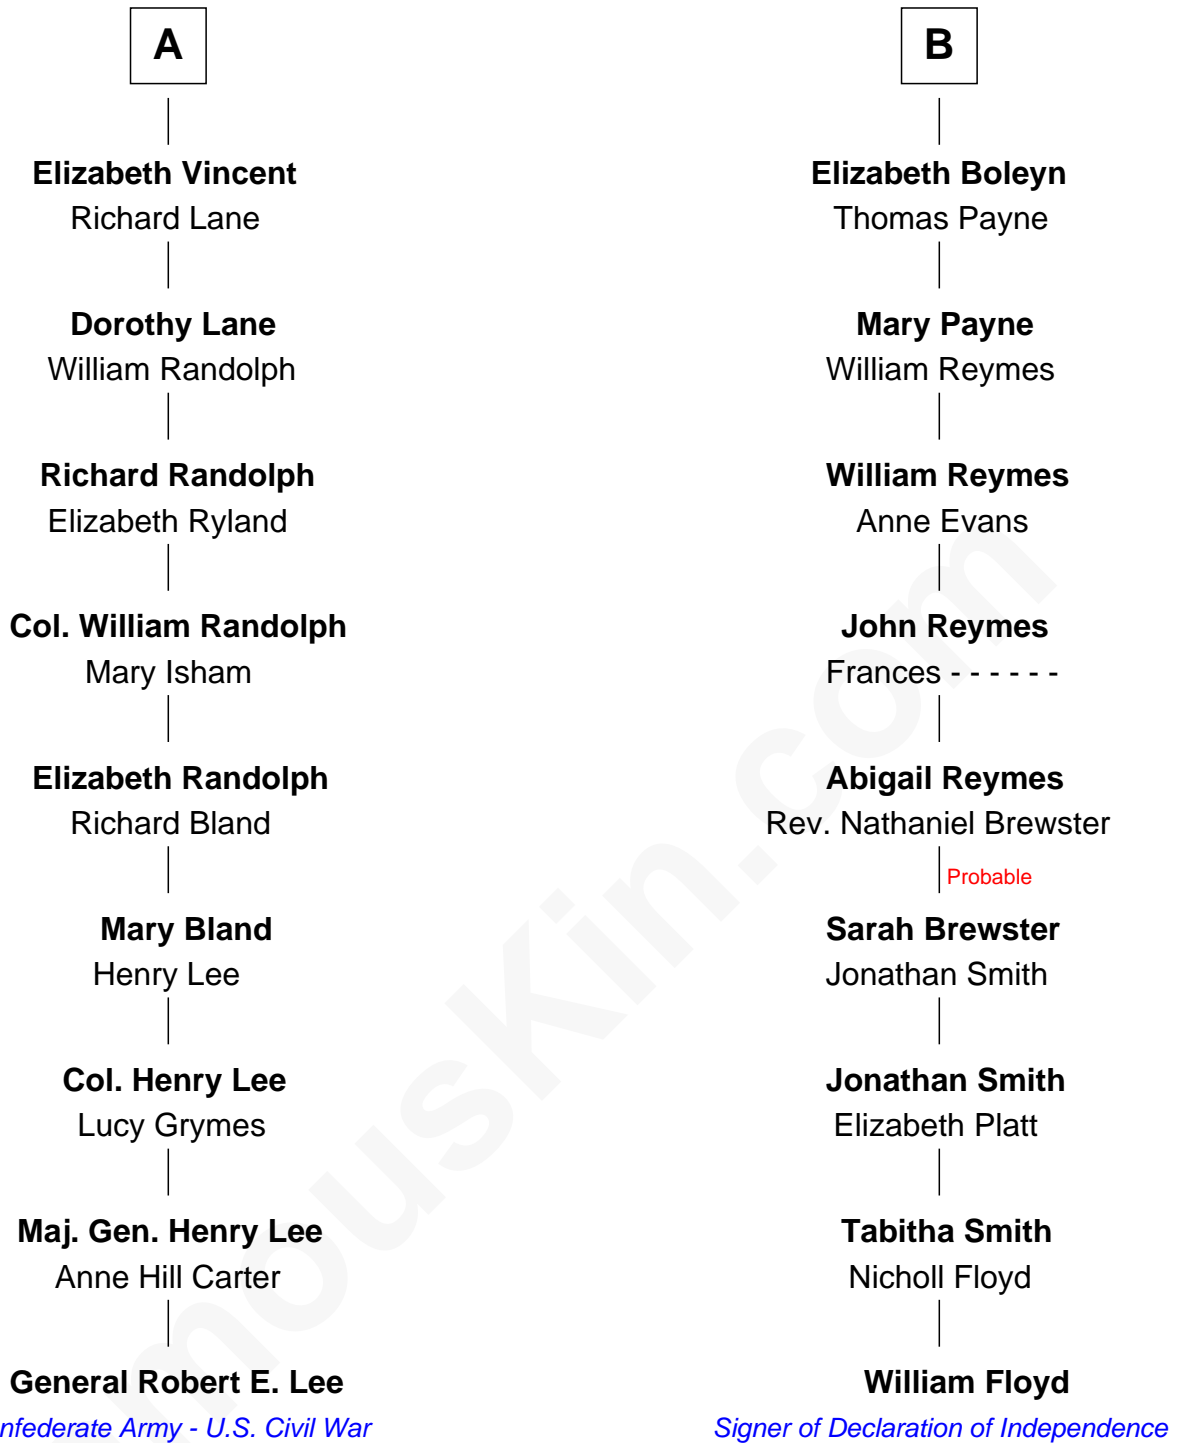 A
Elizabeth Vincent
Richard Lane
Dorothy Lane
William Randolph
Richard Randolph
Elizabeth Ryland
Col. William Randolph
Mary Isham
Elizabeth Randolph
Richard Bland
Mary Bland
Henry Lee
Col. Henry Lee
Lucy Grymes
Maj. Gen. Henry Lee
Anne Hill Carter
General Robert E. Lee
nfederate Army - U.S. Civil War
B
Elizabeth Boleyn
Thomas Payne
Mary Payne
William Reymes
William Reymes
Anne Evans
John Reymes
Frances - - - - - -
Abigail Reymes
Rev. Nathaniel Brewster
Probable
Sarah Brewster
Jonathan Smith
Jonathan Smith
Elizabeth Platt
Tabitha Smith
Nicholl Floyd
William Floyd
Signer of Declaration of Independence
mousKin.com